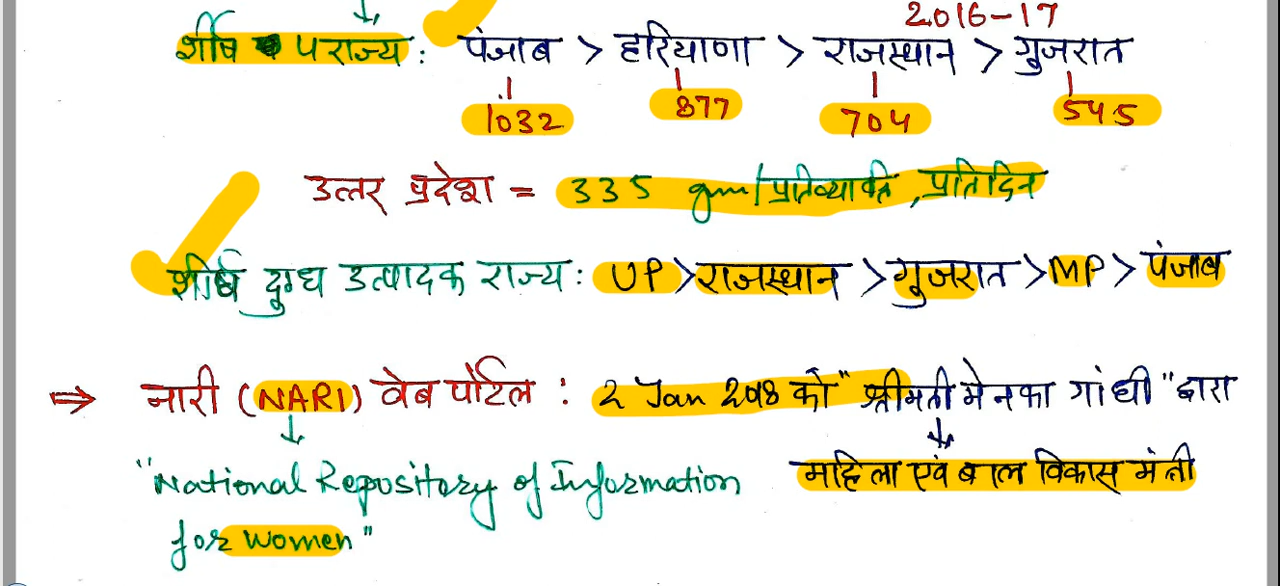 2016-17
शीर्ष 4 राज्य : पंजाब > हरियाणा > राजस्थान > गुजरात
1032 877 704 545
उत्तर प्रदेश = 335 gm/प्रतिव्यक्ति, प्रतिदिन
शीर्ष दुग्ध उत्पादक राज्य : UP > राजस्थान > गुजरात > MP > पंजाब
⇒ नारी (NARI) वेब पोर्टल : 2 Jan 2018 को "श्रीमती मेनका गांधी" द्वारा
"National Repository of Information महिला एवं बाल विकास मंत्री
for women"